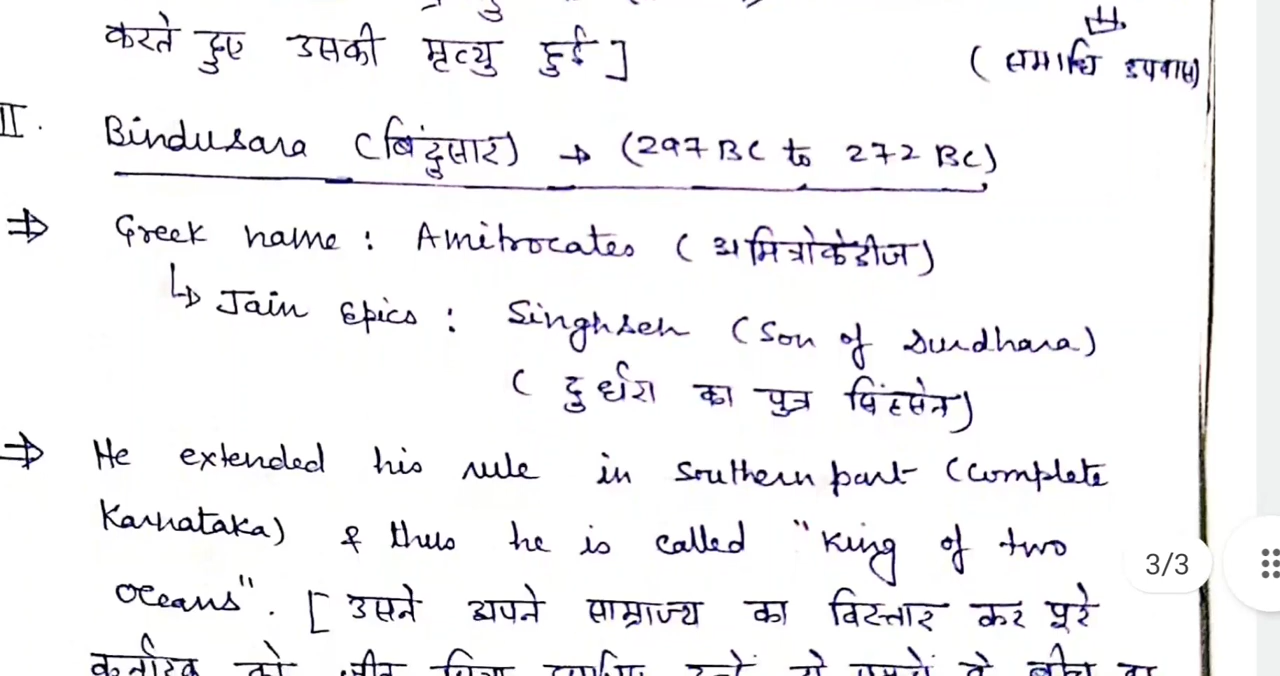 करते हुए उसकी मृत्यु हुई]
(समाधि उपवास)
II. Bindusara (बिंदुसार) → (297 BC to 272 BC)
⇒ Greek name : Amitrocates (अमित्रोकेडीज)
↳ Jain Epics : Singhsen (Son of Durdhara)
( दुर्धरा का पुत्र सिंहसेन)
⇒ He extended his rule in Southern part (Complete
Karnataka) & thus he is called "King of two
Oceans". [ उसने अपने साम्राज्य का विस्तार कर पूरे
3/3